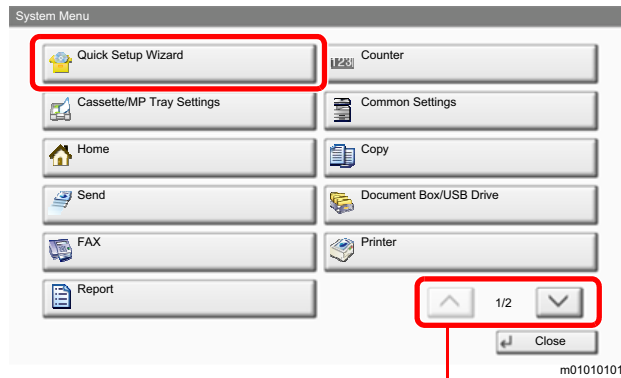 System Menu
Quick Setup Wizard
123
Counter
Cassette/MP Tray Settings
Common Settings
Home
Copy
Send
Document Box/USB Drive
FAX
Printer
Report
1/2
Close
m01010101